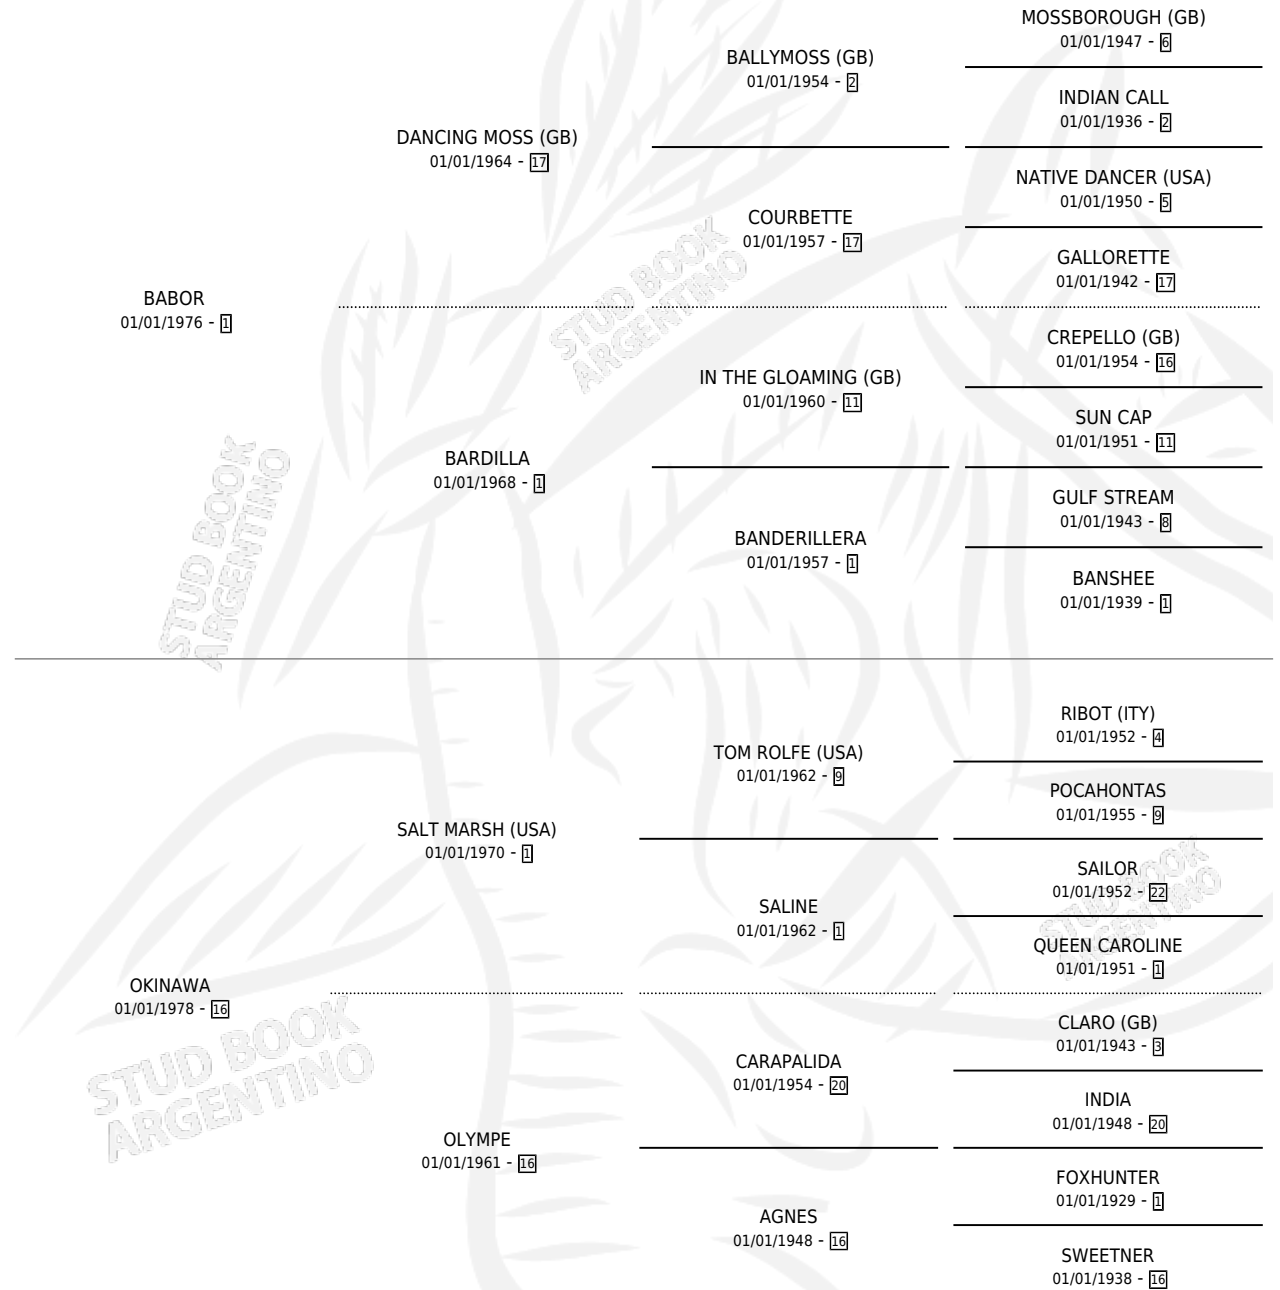 MOSSBOROUGH (GB)
01/01/1947 - 6
BALLYMOSS (GB)
01/01/1954 - 2
INDIAN CALL
01/01/1936 - 2
DANCING MOSS (GB)
01/01/1964 - 17
NATIVE DANCER (USA)
01/01/1950 - 5
COURBETTE
01/01/1957 - 17
GALLORETTE
01/01/1942 - 17
BABOR
01/01/1976 - 1
CREPELLO (GB)
01/01/1954 - 16
IN THE GLOAMING (GB)
01/01/1960 - 11
SUN CAP
01/01/1951 - 11
BARDILLA
01/01/1968 - 1
GULF STREAM
01/01/1943 - 8
BANDERILLERA
01/01/1957 - 1
BANSHEE
01/01/1939 - 1
RIBOT (ITY)
01/01/1952 - 4
TOM ROLFE (USA)
01/01/1962 - 9
POCAHONTAS
01/01/1955 - 9
SALT MARSH (USA)
01/01/1970 - 1
SAILOR
01/01/1952 - 22
SALINE
01/01/1962 - 1
QUEEN CAROLINE
01/01/1951 - 1
OKINAWA
01/01/1978 - 16
CLARO (GB)
01/01/1943 - 3
CARAPALIDA
01/01/1954 - 20
INDIA
01/01/1948 - 20
OLYMPE
01/01/1961 - 16
FOXHUNTER
01/01/1929 - 1
AGNES
01/01/1948 - 16
SWEETNER
01/01/1938 - 16
STUD BOOK
ARGENTINO
STUD BOOK
ARGENTINO
STUD BOOK
ARGENTINO
STUD BOOK
ARGENTINO